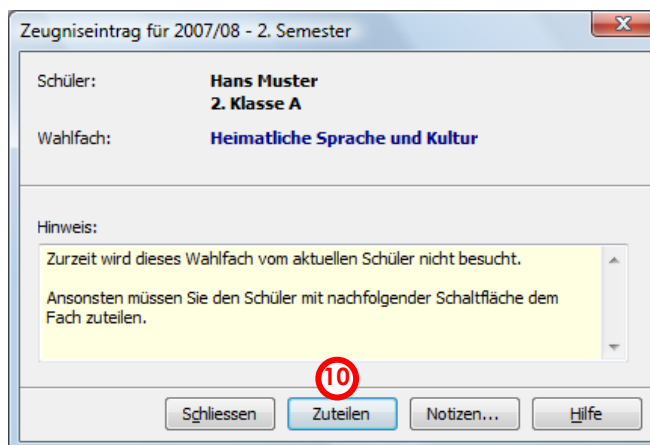 Zeugniseintrag für 2007/08 - 2. Semester
Schüler: Hans Muster
2. Klasse A
Wahlfach: Heimatliche Sprache und Kultur
Hinweis:
Zurzeit wird dieses Wahlfach vom aktuellen Schüler nicht besucht.
Ansonsten müssen Sie den Schüler mit nachfolgender Schaltfläche dem
Fach zuteilen.
10
Schliessen Zuteilen Notizen... Hilfe